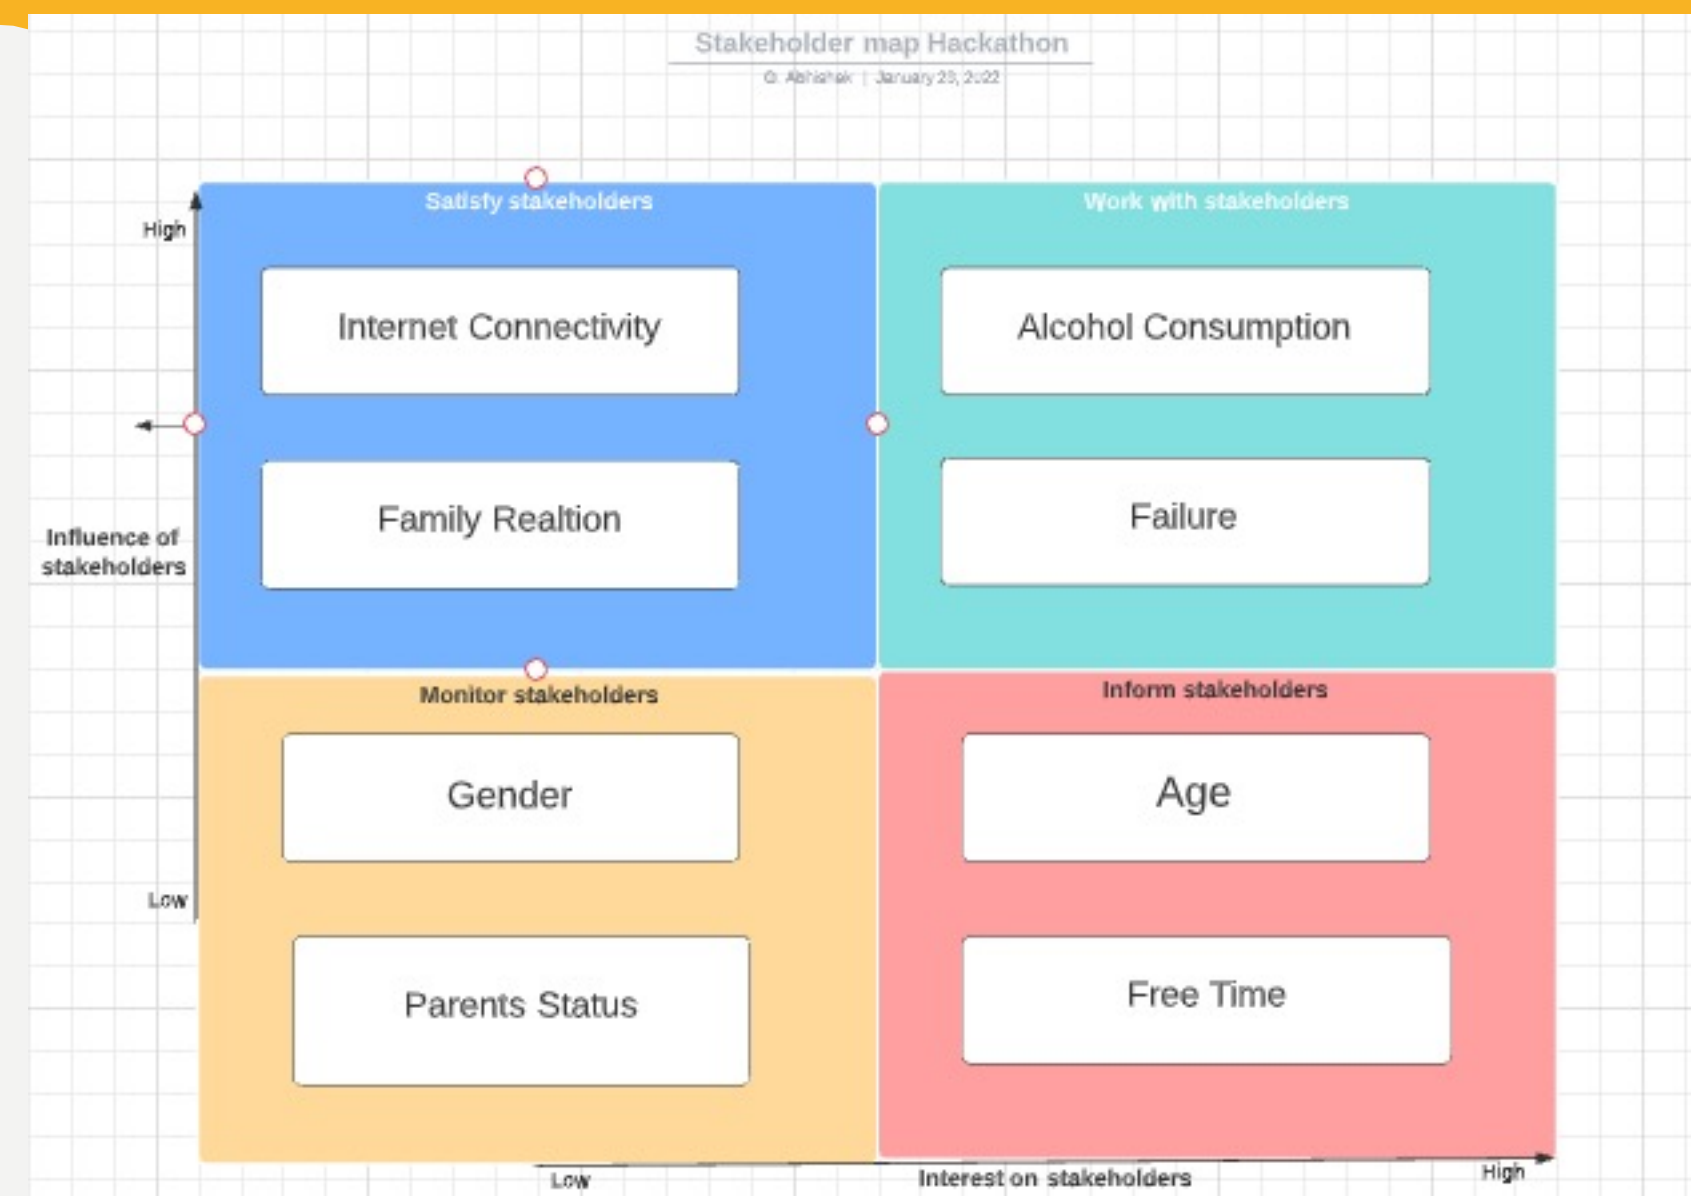 Stakeholder map Hackathon
G. Abhishek | January 23, 2022
Satisfy stakeholders
Work with stakeholders
High
Internet Connectivity
Alcohol Consumption
Family Realtion
Failure
Influence of
stakeholders
Monitor stakeholders
Inform stakeholders
Gender
Age
Low
Parents Status
Free Time
Low
Interest on stakeholders
High